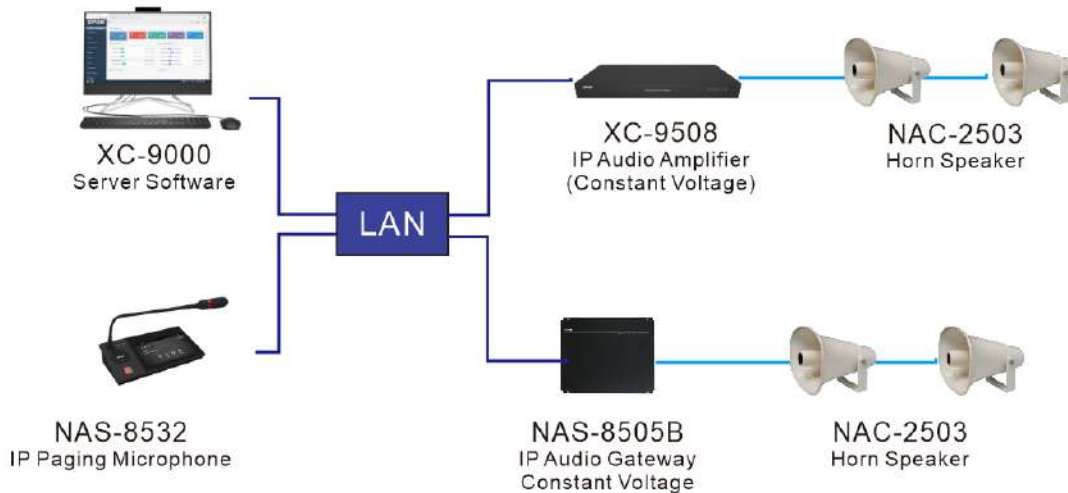 XC-9000
Server Software
XC-9508
IP Audio Amplifier
(Constant Voltage)
NAC-2503
Horn Speaker
LAN
NAS-8532
IP Paging Microphone
NAS-8505B
IP Audio Gateway
Constant Voltage
NAC-2503
Horn Speaker